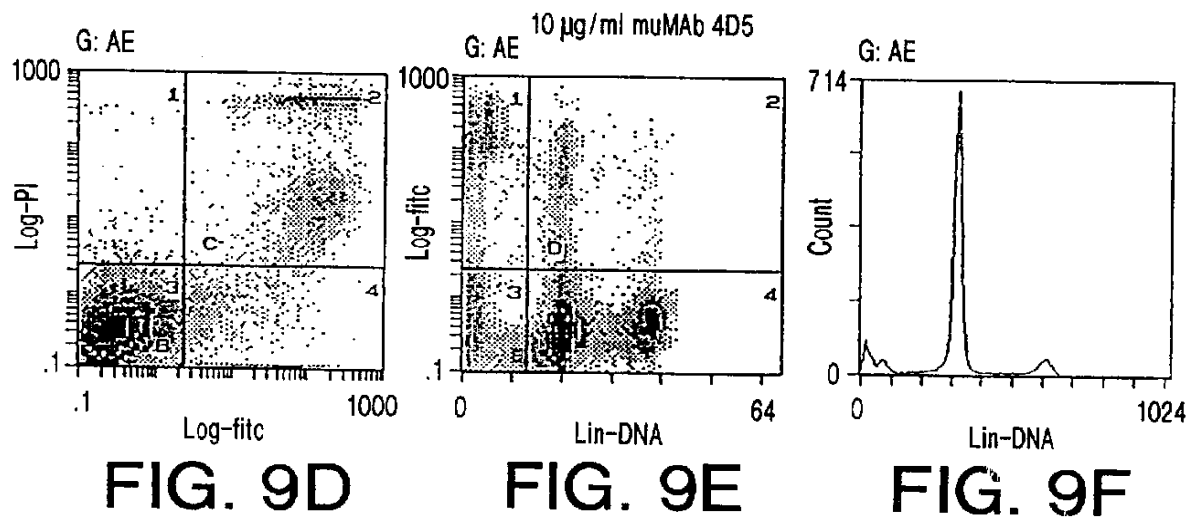 10 µg/ml muMAb 4D5
G: AE
1000
1
2
Log-PI
C
3
4
B
.1
.1
1000
Log-fitc
FIG. 9D
G: AE
1000
1
2
Log-fitc
D
3
4
E
.1
0
64
Lin-DNA
FIG. 9E
G: AE
714
Count
0
0
1024
Lin-DNA
FIG. 9F